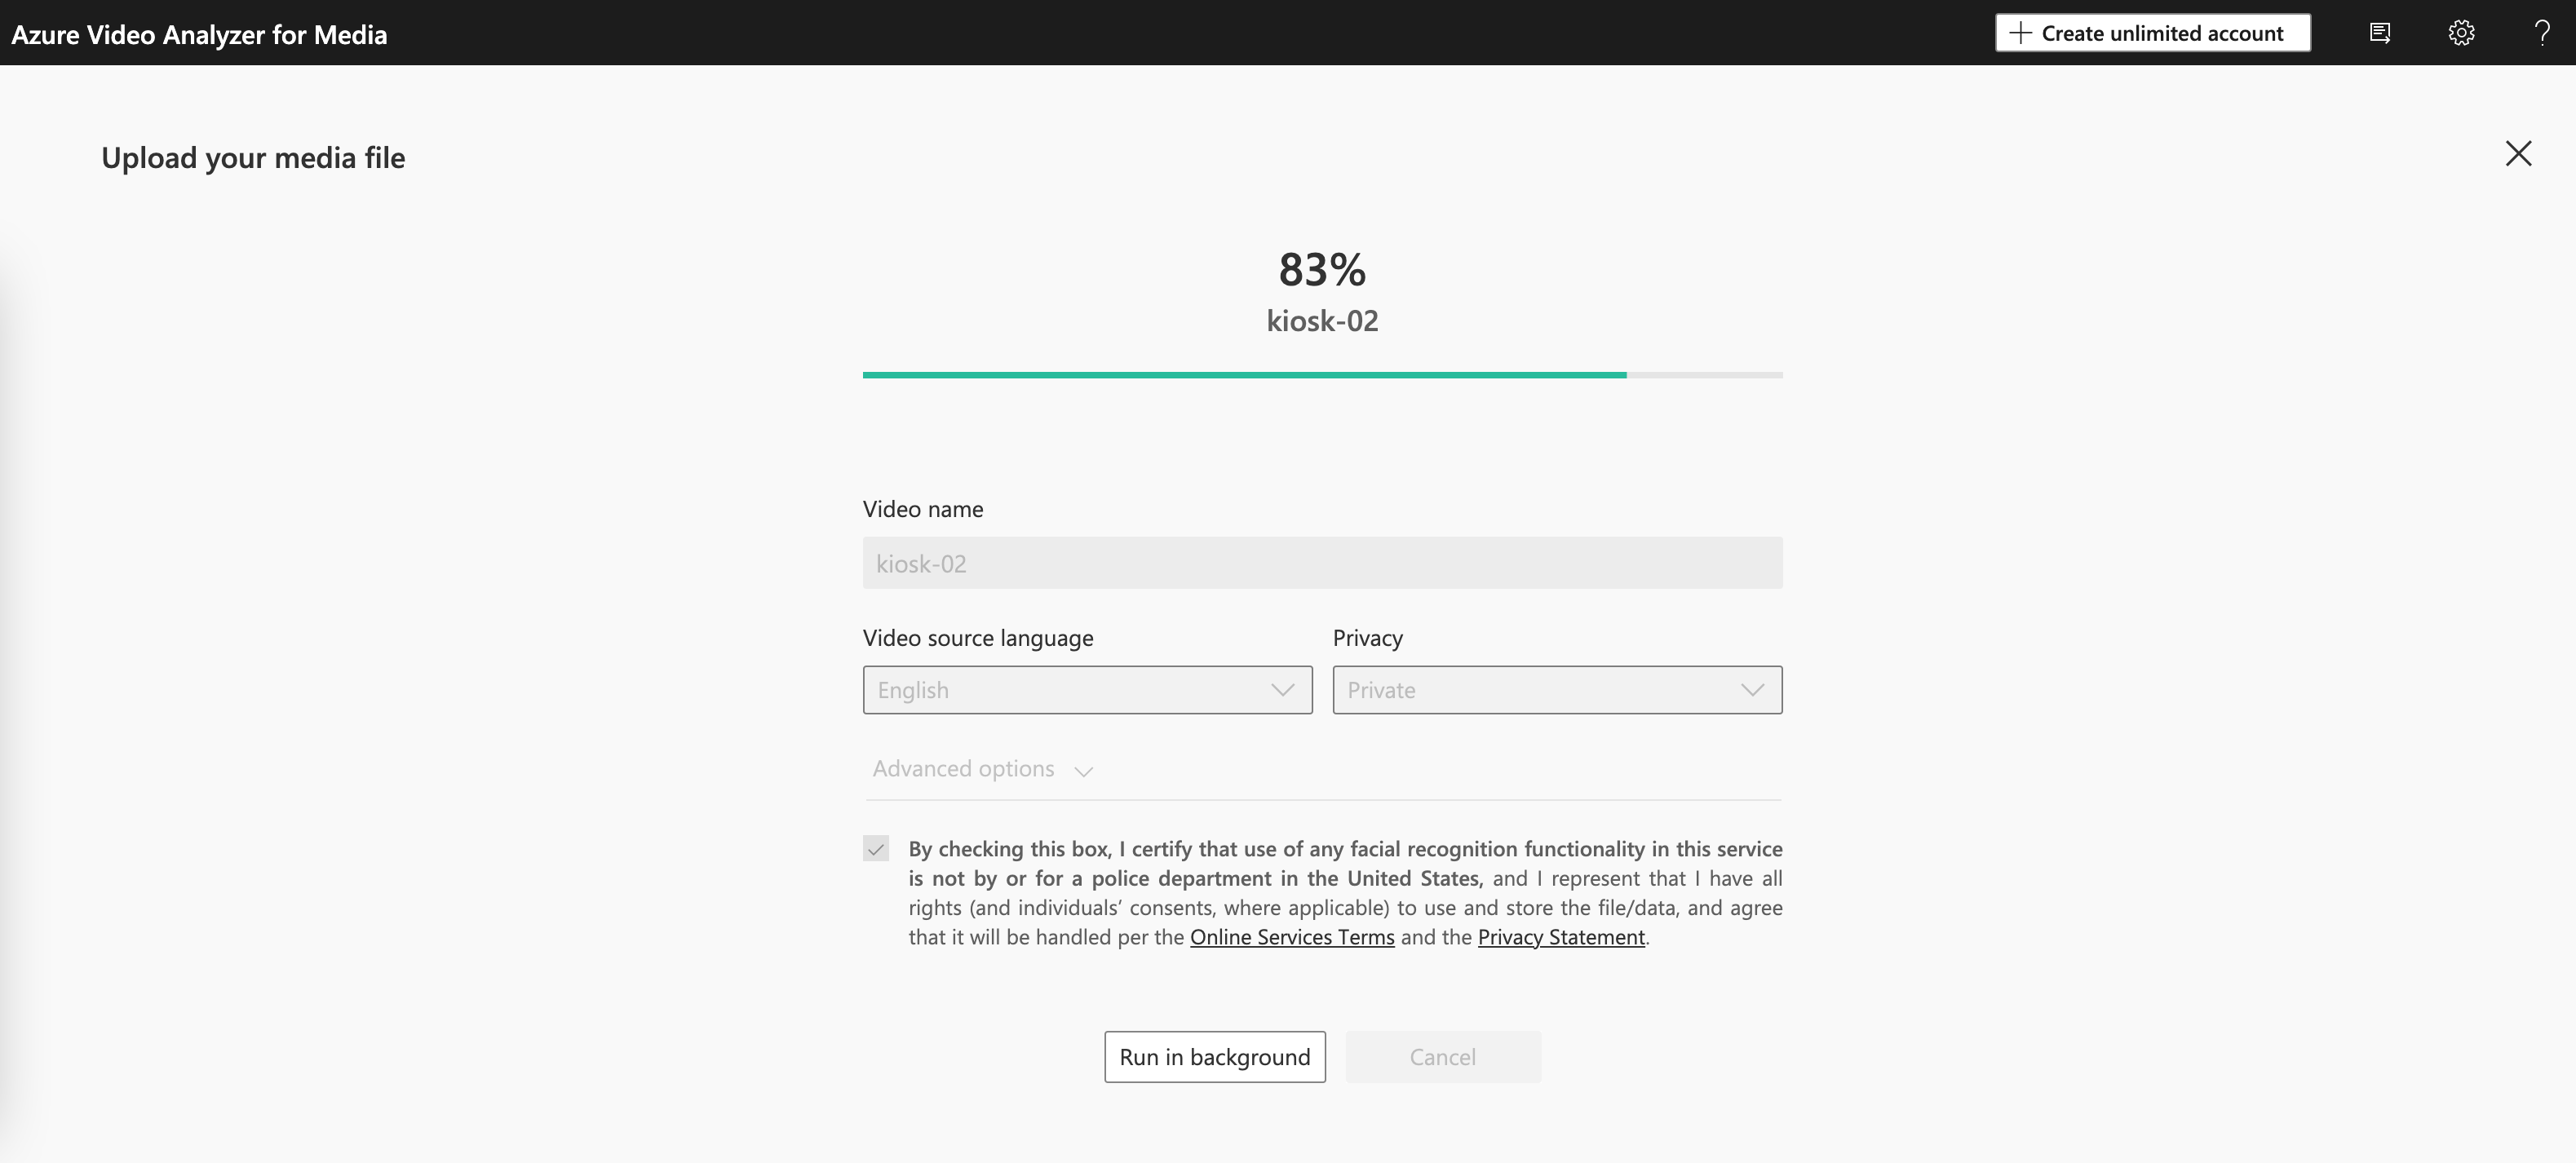 Azure Video Analyzer for Media
Create unlimited account
Upload your media file
83%
kiosk-02
Video name
kiosk-02
Video source language
Privacy
English
Private
Advanced options
By checking this box, I certify that use of any facial recognition functionality in this service
is not by or for a police department in the United States, and I represent that I have all
rights (and individuals’ consents, where applicable) to use and store the file/data, and agree
that it will be handled per the Online Services Terms and the Privacy Statement.
Run in background
Cancel